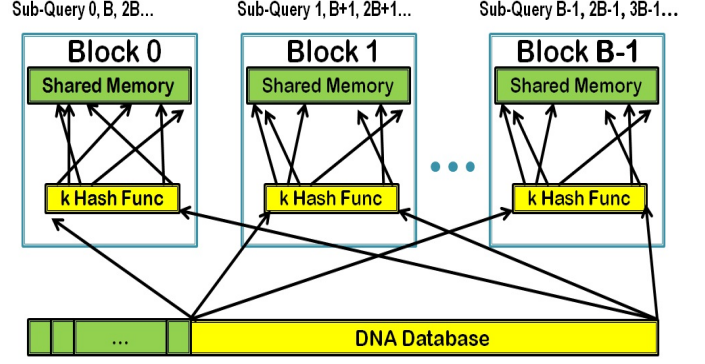 Sub-Query 0, B, 2B... Sub-Query 1, B+1, 2B+1... Sub-Query B-1, 2B-1, 3B-1...
Block 0 Block 1 Block B-1
Shared Memory Shared Memory Shared Memory
k Hash Func k Hash Func k Hash Func
... DNA Database